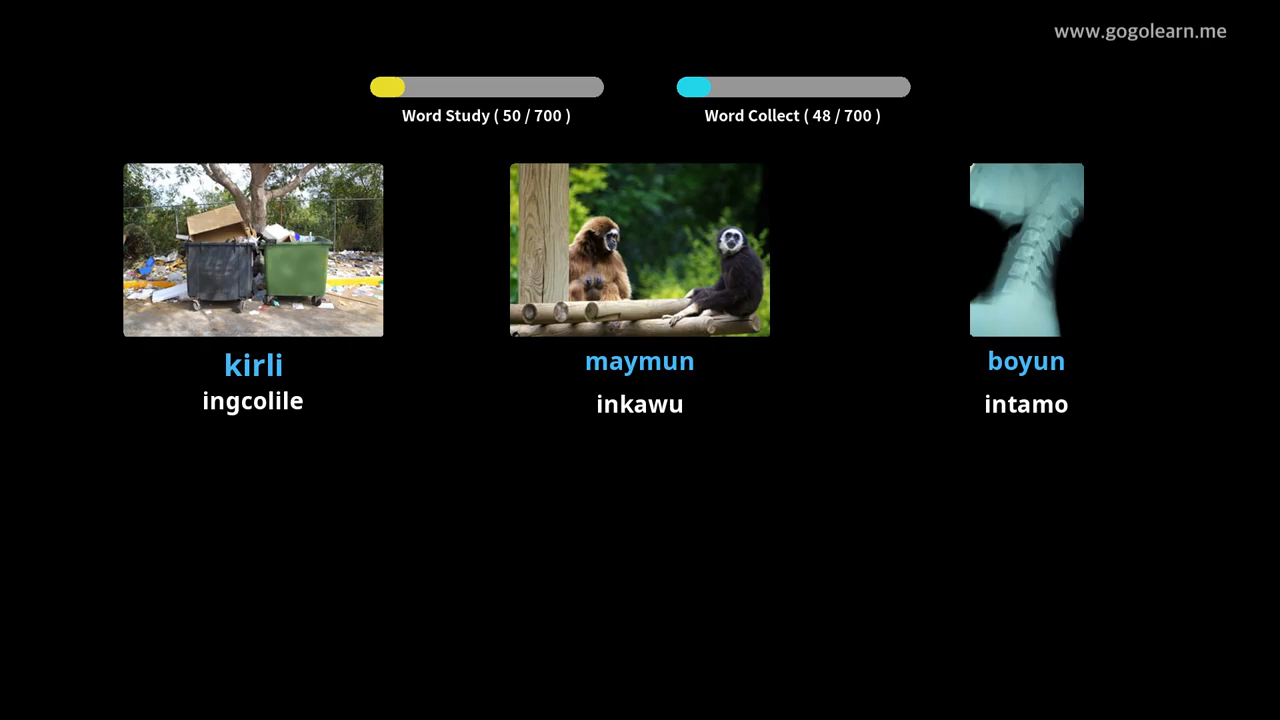 www.gogolearn.me
Word Study ( 50 / 700 )
Word Collect ( 48 / 700 )
kirli
ingcolile
maymun
inkawu
boyun
intamo